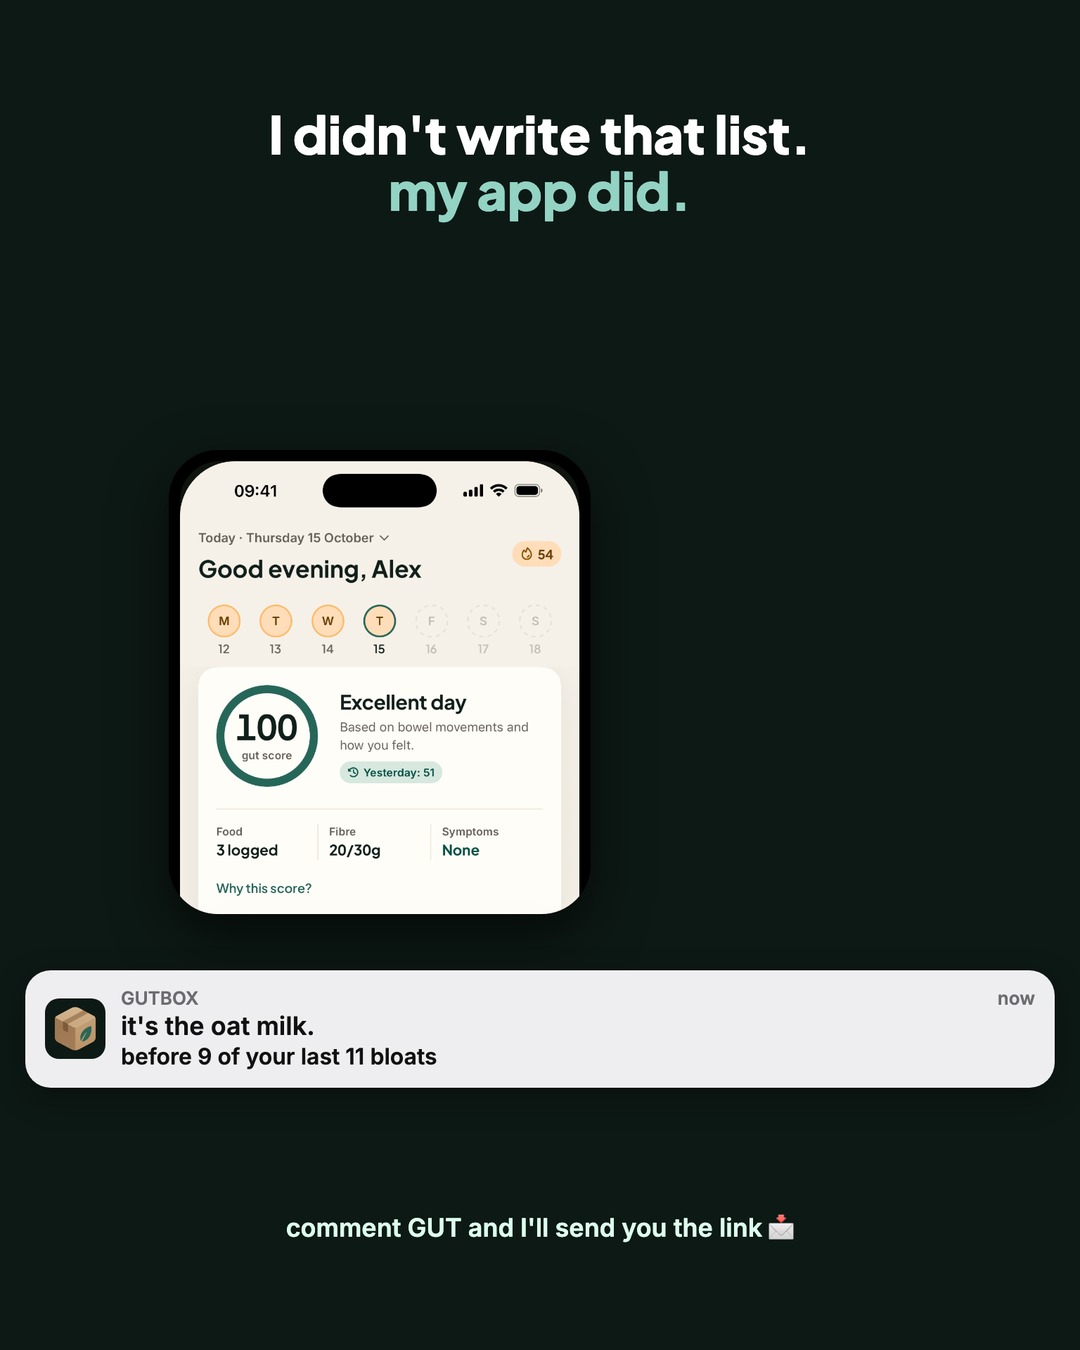 I didn't write that list.
my app did.
09:41
Today · Thursday 15 October
Good evening, Alex
54
M T W T F S S
12 13 14 15 16 17 18
100
gut score
Excellent day
Based on bowel movements and
how you felt.
Yesterday: 51
Food Fibre Symptoms
3 logged 20/30g None
Why this score?
GUTBOX now
it's the oat milk.
before 9 of your last 11 bloats
comment GUT and I'll send you the link 📩